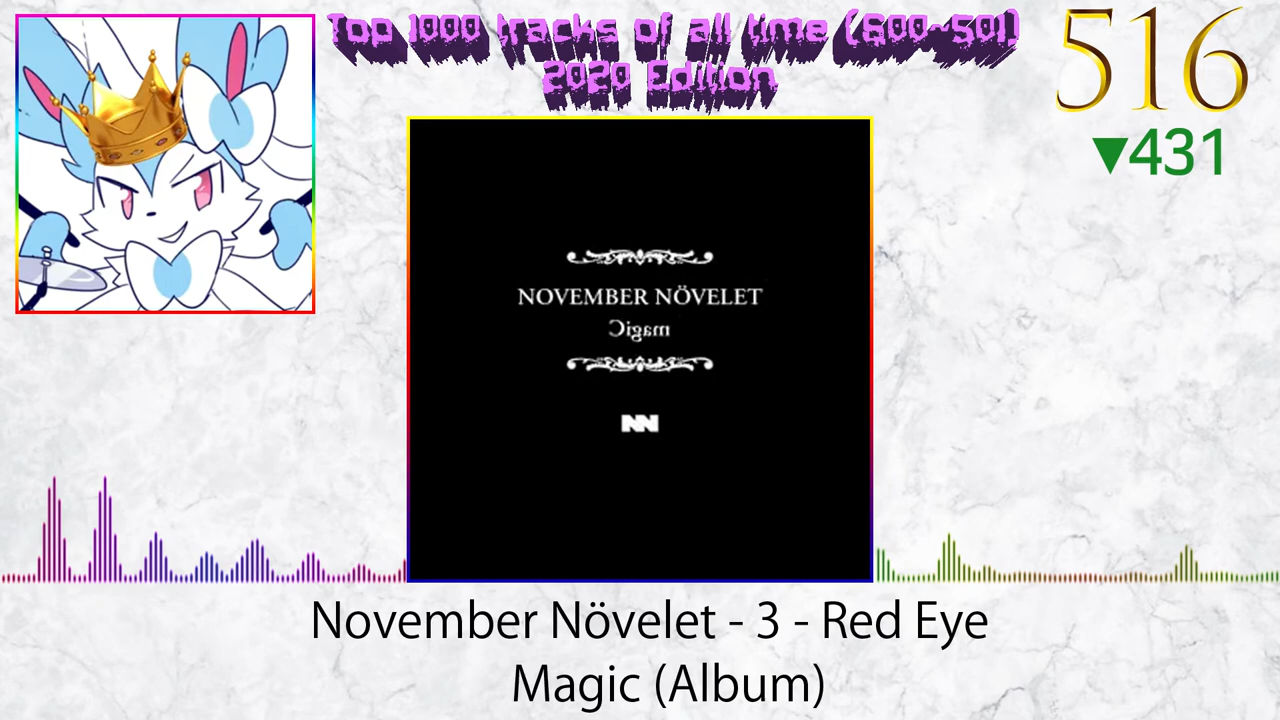 Top 1000 tracks of all time (600~501)
2020 Edition
516
▼431
NOVEMBER NÖVELET
Magic
NN
November Növelet - 3 - Red Eye
Magic (Album)